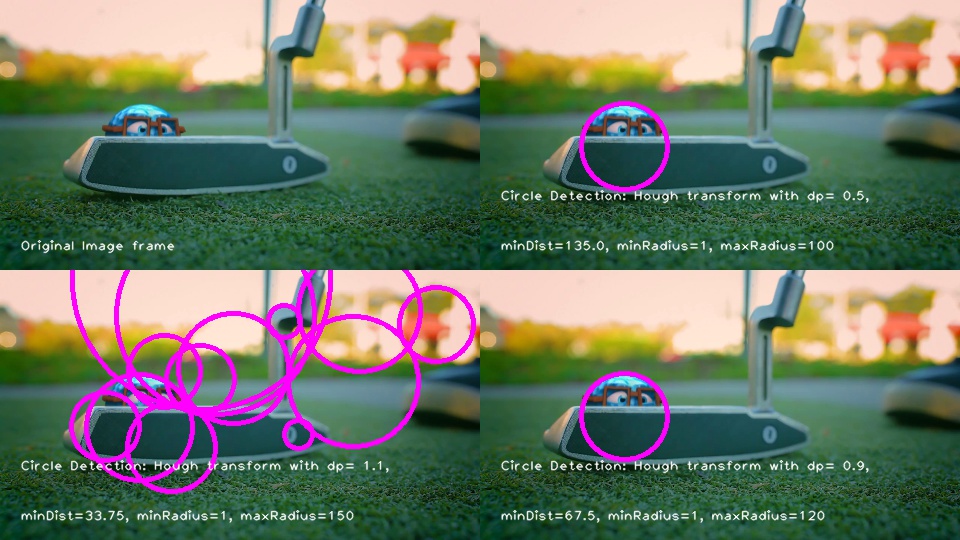 Original Image frame
Circle Detection: Hough transform with dp= 0.5,
minDist=135.0, minRadius=1, maxRadius=100
Circle Detection: Hough transform with dp= 1.1,
minDist=33.75, minRadius=1, maxRadius=150
Circle Detection: Hough transform with dp= 0.9,
minDist=67.5, minRadius=1, maxRadius=120